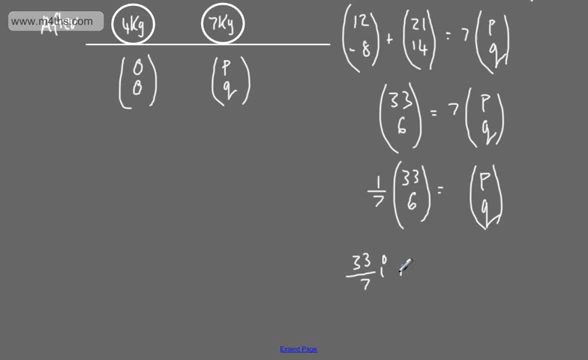 www.m4ths.com
After 4Kg 7Kg
(0 0) (p q)
(12 -8) + (21 14) = 7 (p q)
(33 6) = 7 (p q)
1/7 (33 6) = (p q)
33/7 i
Extend Page